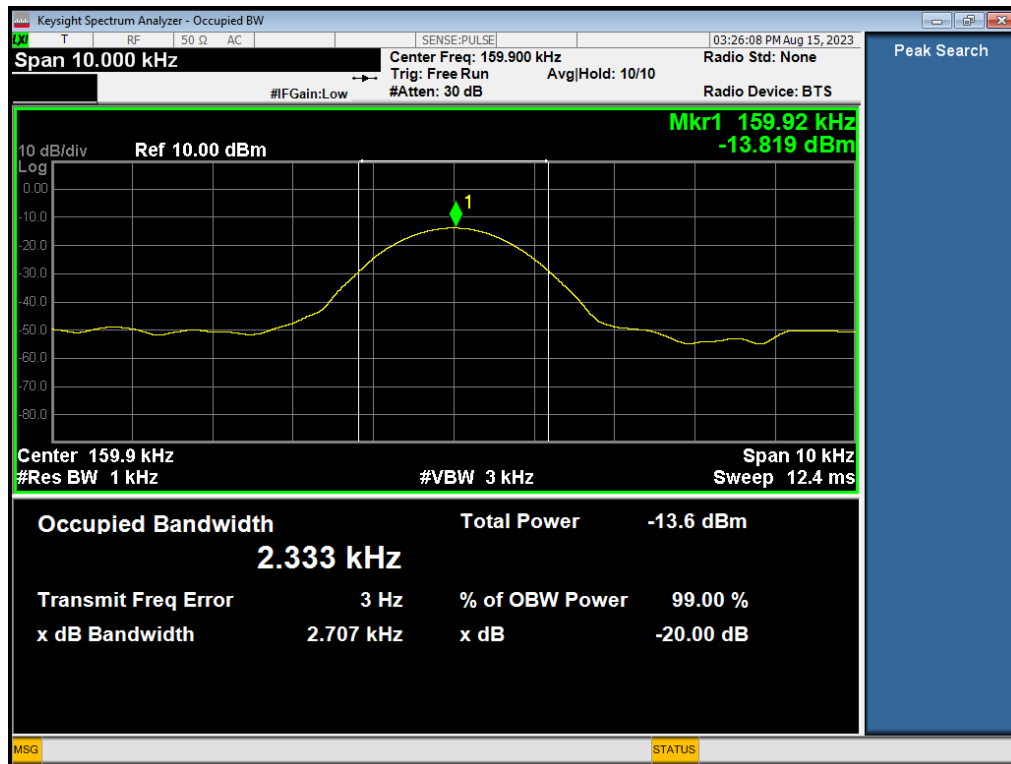 Keysight Spectrum Analyzer - Occupied BW
LXI T RF 50 Ω AC SENSE:PULSE 03:26:08 PM Aug 15, 2023
Span 10.000 kHz
Center Freq: 159.900 kHz Radio Std: None
Trig: Free Run Avg|Hold: 10/10
#IFGain:Low #Atten: 30 dB Radio Device: BTS
Peak Search
Mkr1 159.92 kHz
10 dB/div Ref 10.00 dBm -13.819 dBm
Log
0.00
1
-10.0
-20.0
-30.0
-40.0
-50.0
-60.0
-70.0
-80.0
Center 159.9 kHz Span 10 kHz
#Res BW 1 kHz #VBW 3 kHz Sweep 12.4 ms
Occupied Bandwidth Total Power -13.6 dBm
2.333 kHz
Transmit Freq Error 3 Hz % of OBW Power 99.00 %
x dB Bandwidth 2.707 kHz x dB -20.00 dB
MSG STATUS